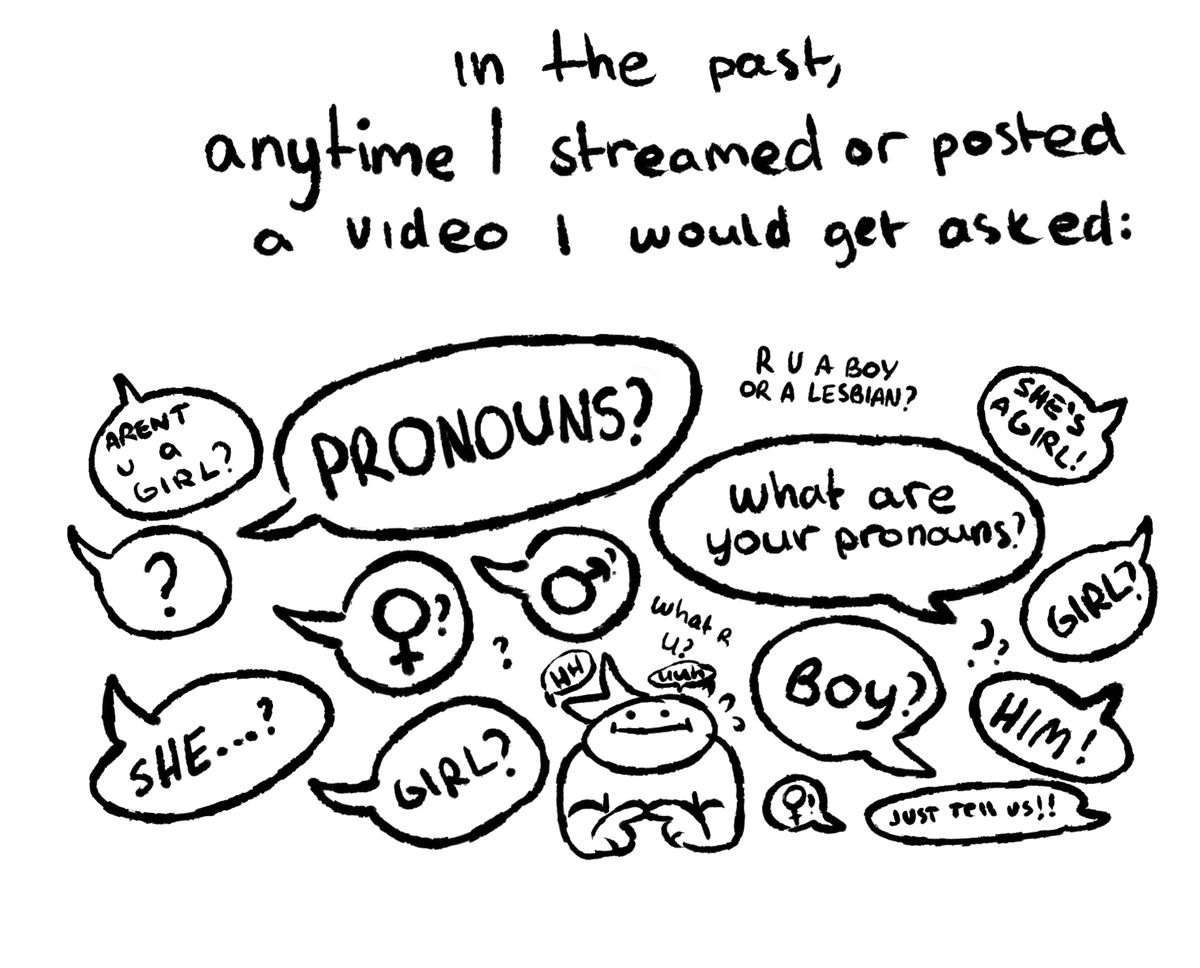 in the past,
anytime I streamed or posted
a video I would get asked:
R U A BOY
OR A LESBIAN?
PRONOUNS?
SHE'S
A GIRL!
ARENT
U a
GIRL?
what are
your pronouns?
?
♀?
♂?
GIRL?
what R
U?
?
? ?
HH
uuh
Boy?
HIM!
SHE...?
GIRL?
? ?
♀!
JUST Tell US!!